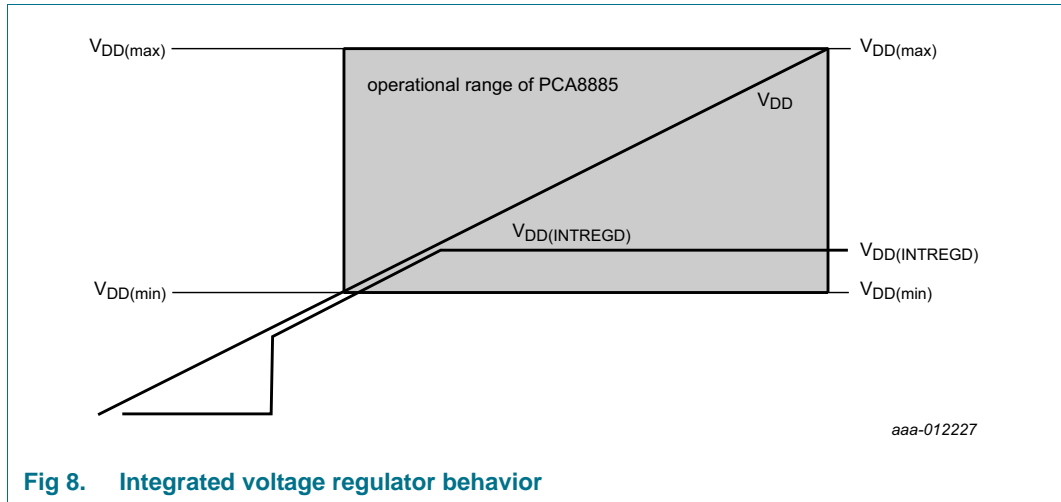 VDD(max)
VDD(max)
operational range of PCA8885
VDD
VDD(INTREGD)
VDD(INTREGD)
VDD(min)
VDD(min)
aaa-012227
Fig 8. Integrated voltage regulator behavior